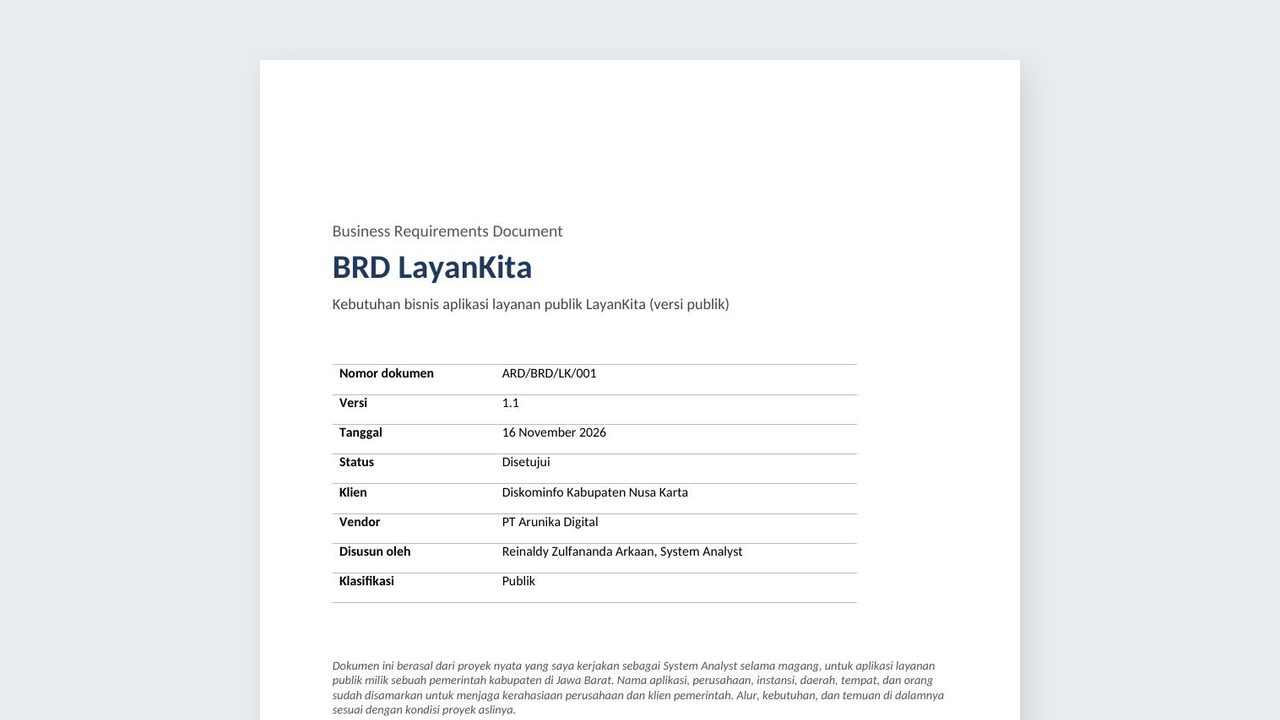 Business Requirements Document
BRD LayanKita
Kebutuhan bisnis aplikasi layanan publik LayanKita (versi publik)
Nomor dokumen ARD/BRD/LK/001
Versi 1.1
Tanggal 16 November 2026
Status Disetujui
Klien Diskominfo Kabupaten Nusa Karta
Vendor PT Arunika Digital
Disusun oleh Reinaldy Zulfananda Arkaan, System Analyst
Klasifikasi Publik
Dokumen ini berasal dari proyek nyata yang saya kerjakan sebagai System Analyst selama magang, untuk aplikasi layanan
publik milik sebuah pemerintah kabupaten di Jawa Barat. Nama aplikasi, perusahaan, instansi, daerah, tempat, dan orang
sudah disamarkan untuk menjaga kerahasiaan perusahaan dan klien pemerintah. Alur, kebutuhan, dan temuan di dalamnya
sesuai dengan kondisi proyek aslinya.